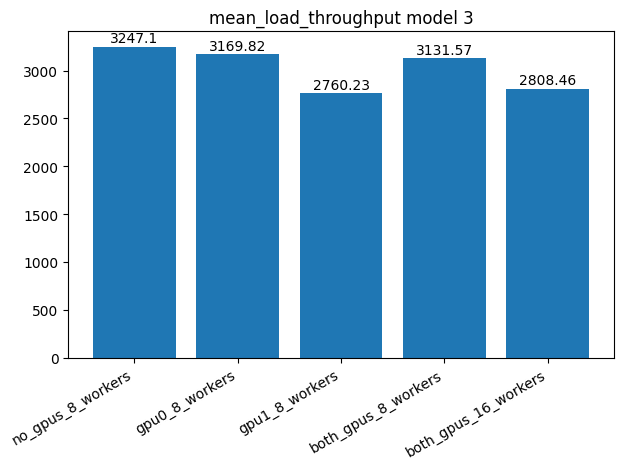 mean_load_throughput model 3
3247.1
3169.82
2760.23
3131.57
2808.46
3000
2500
2000
1500
1000
500
0
no_gpus_8_workers
gpu0_8_workers
gpu1_8_workers
both_gpus_8_workers
both_gpus_16_workers